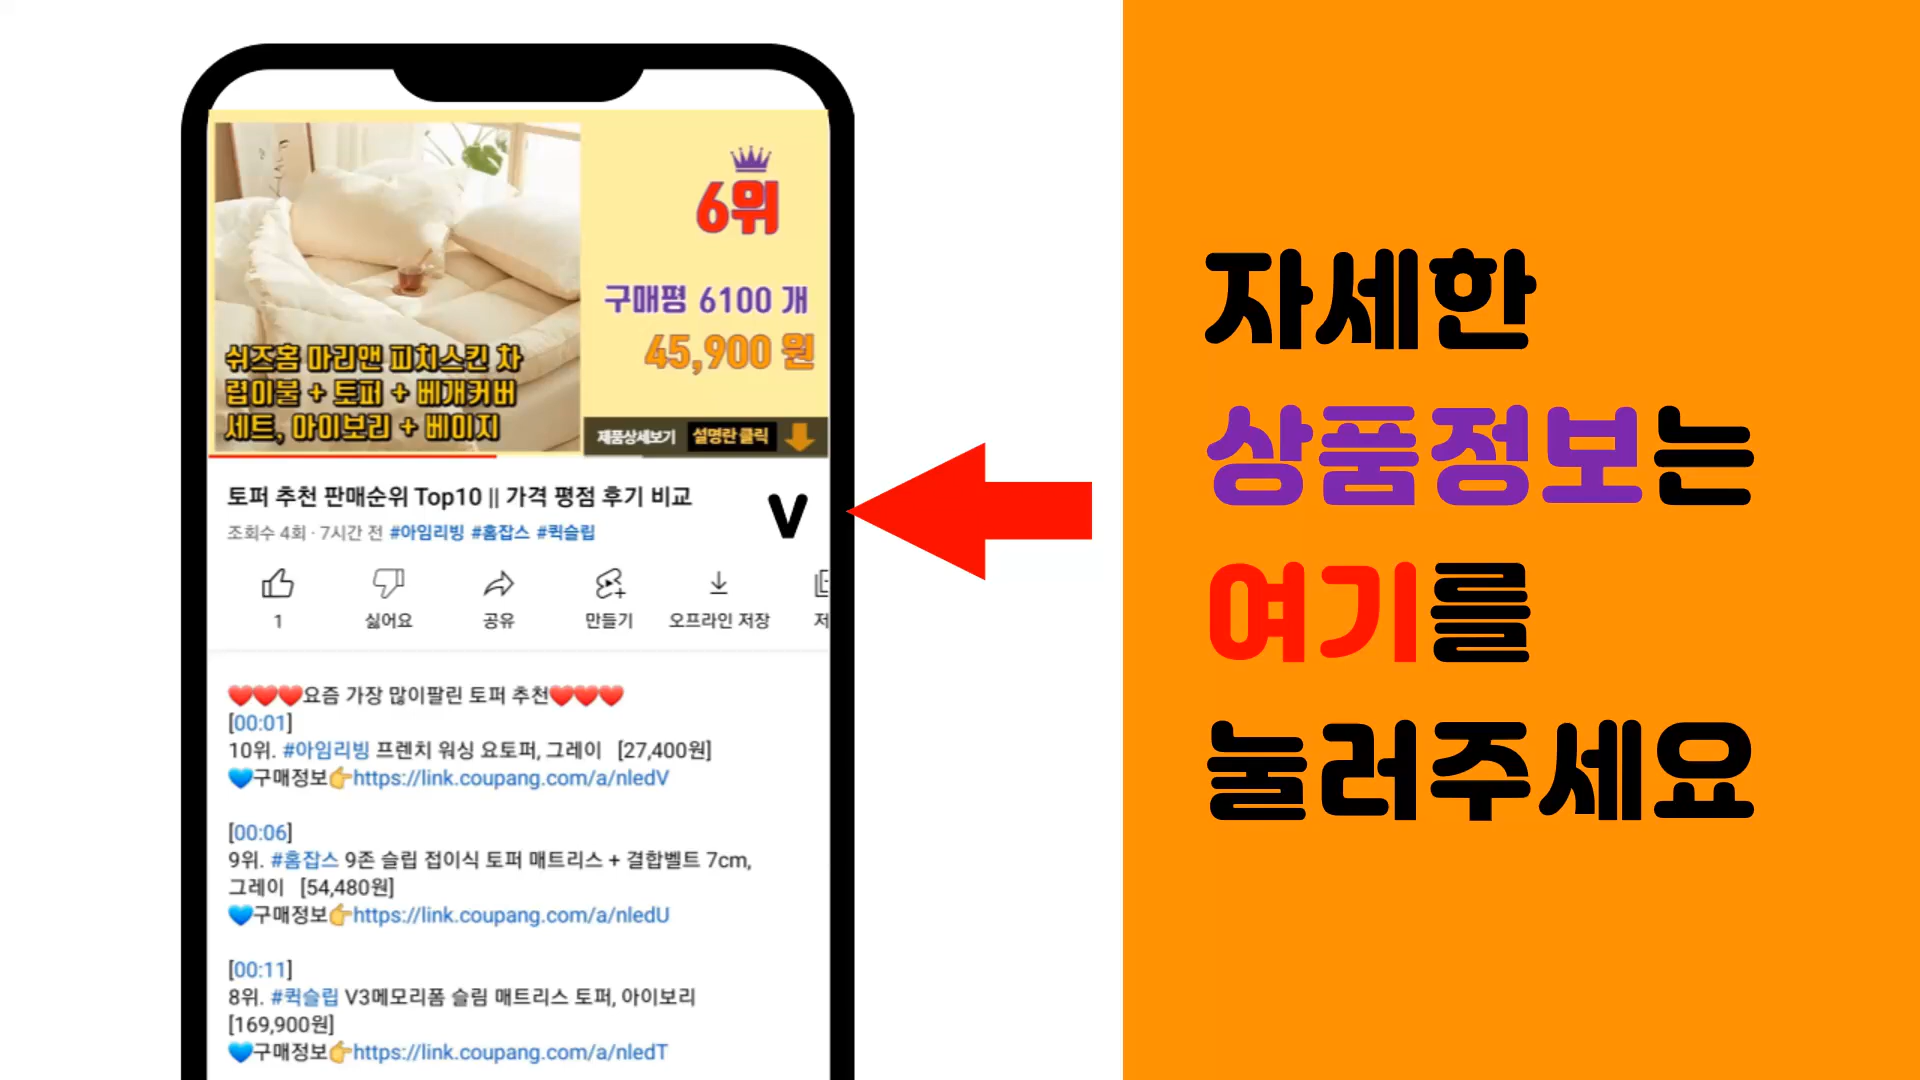 6위
구매평 6100 개
45,900 원
쉬즈홈 마리앤 피치스킨 차
렵이불 + 토퍼 + 베개커버
세트, 아이보리 + 베이지
제품상세보기 설명란 클릭
토퍼 추천 판매순위 Top10 || 가격 평점 후기 비교
V
조회수 4회 · 7시간 전 #아임리빙 #홈잡스 #퀵슬립
1 싫어요 공유 만들기 오프라인 저장 저
❤️❤️❤️요즘 가장 많이팔린 토퍼 추천❤️❤️❤️
[00:01]
10위. #아임리빙 프렌치 워싱 요토퍼, 그레이 [27,400원]
💙구매정보👉https://link.coupang.com/a/nledV
[00:06]
9위. #홈잡스 9존 슬립 접이식 토퍼 매트리스 + 결합벨트 7cm,
그레이 [54,480원]
💙구매정보👉https://link.coupang.com/a/nledU
[00:11]
8위. #퀵슬립 V3메모리폼 슬림 매트리스 토퍼, 아이보리
[169,900원]
💙구매정보👉https://link.coupang.com/a/nledT
자세한
상품정보는
여기를
눌러주세요